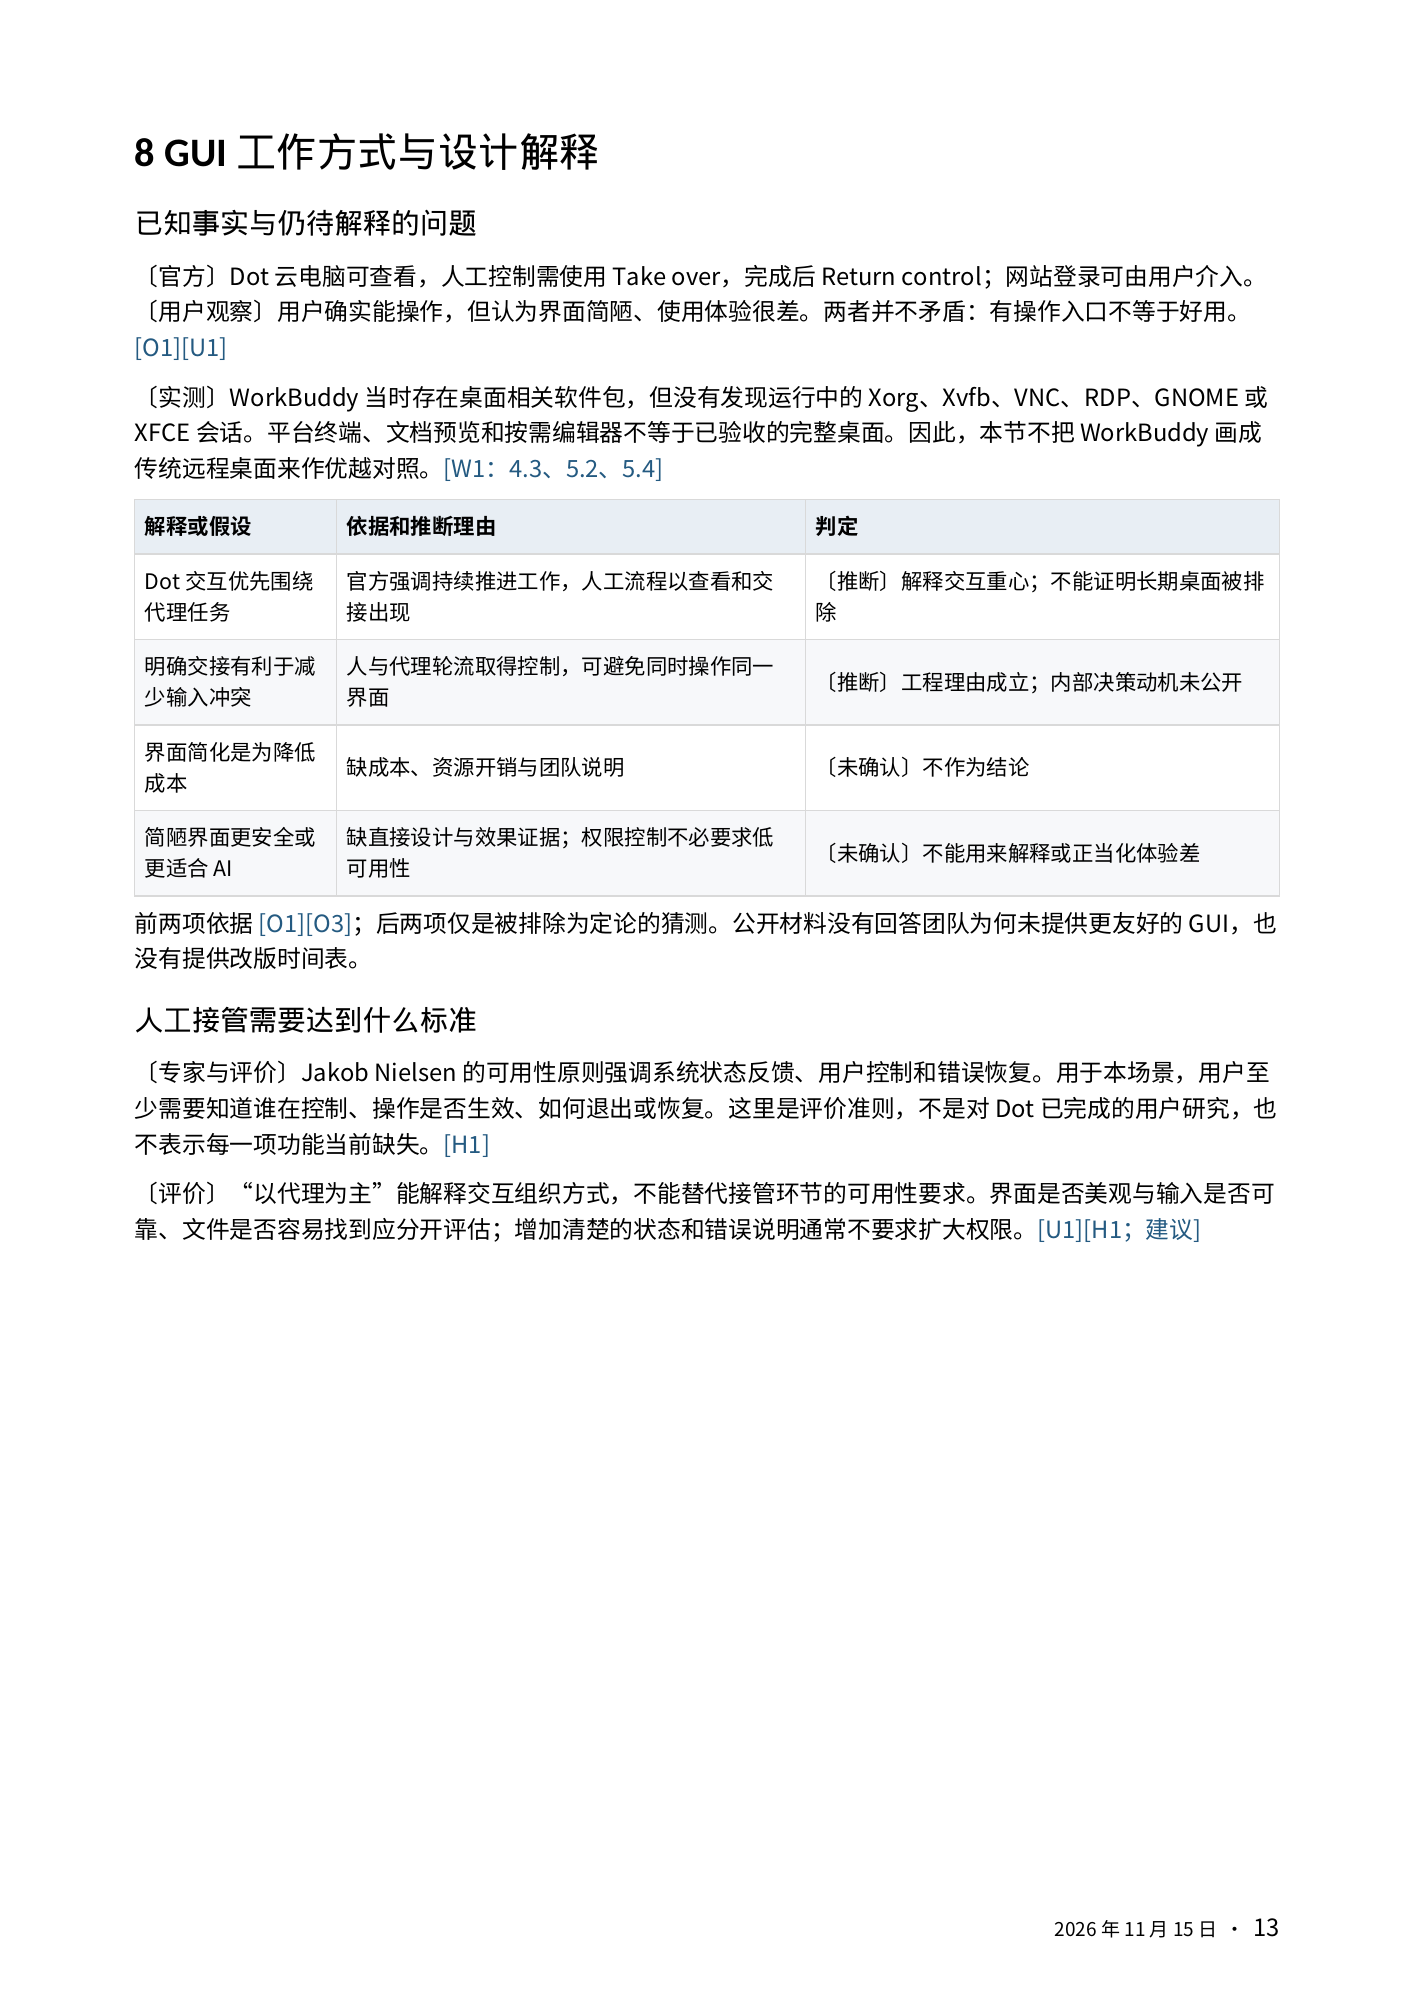 8 GUI 工作方式与设计解释
已知事实与仍待解释的问题
〔官方〕Dot 云电脑可查看，人工控制需使用 Take over，完成后 Return control；网站登录可由用户介入。
〔用户观察〕用户确实能操作，但认为界面简陋、使用体验很差。两者并不矛盾：有操作入口不等于好用。
[O1][U1]
〔实测〕WorkBuddy 当时存在桌面相关软件包，但没有发现运行中的 Xorg、Xvfb、VNC、RDP、GNOME 或
XFCE 会话。平台终端、文档预览和按需编辑器不等于已验收的完整桌面。因此，本节不把 WorkBuddy 画成
传统远程桌面来作优越对照。[W1：4.3、5.2、5.4]
解释或假设
依据和推断理由
判定
Dot 交互优先围绕
代理任务
官方强调持续推进工作，人工流程以查看和交
接出现
〔推断〕解释交互重心；不能证明长期桌面被排
除
明确交接有利于减
少输入冲突
人与代理轮流取得控制，可避免同时操作同一
界面
〔推断〕工程理由成立；内部决策动机未公开
界面简化是为降低
成本
缺成本、资源开销与团队说明
〔未确认〕不作为结论
简陋界面更安全或
更适合 AI
缺直接设计与效果证据；权限控制不必要求低
可用性
〔未确认〕不能用来解释或正当化体验差
前两项依据 [O1][O3]；后两项仅是被排除为定论的猜测。公开材料没有回答团队为何未提供更友好的 GUI，也
没有提供改版时间表。
人工接管需要达到什么标准
〔专家与评价〕Jakob Nielsen 的可用性原则强调系统状态反馈、用户控制和错误恢复。用于本场景，用户至
少需要知道谁在控制、操作是否生效、如何退出或恢复。这里是评价准则，不是对 Dot 已完成的用户研究，也
不表示每一项功能当前缺失。[H1]
〔评价〕“以代理为主”能解释交互组织方式，不能替代接管环节的可用性要求。界面是否美观与输入是否可
靠、文件是否容易找到应分开评估；增加清楚的状态和错误说明通常不要求扩大权限。[U1][H1；建议]
2026 年 11 月 15 日 · 13